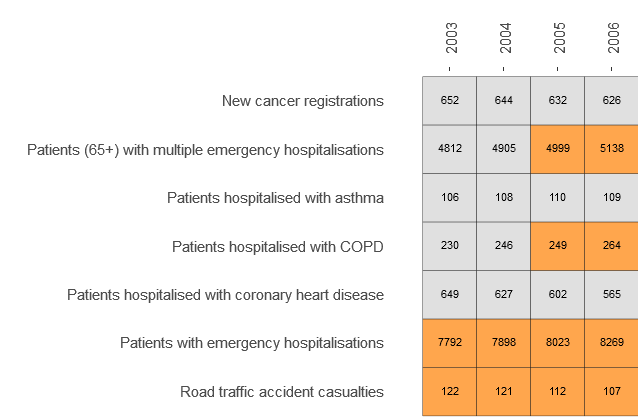 2003 2004 2005 2006
New cancer registrations 652 644 632 626
Patients (65+) with multiple emergency hospitalisations 4812 4905 4999 5138
Patients hospitalised with asthma 106 108 110 109
Patients hospitalised with COPD 230 246 249 264
Patients hospitalised with coronary heart disease 649 627 602 565
Patients with emergency hospitalisations 7792 7898 8023 8269
Road traffic accident casualties 122 121 112 107